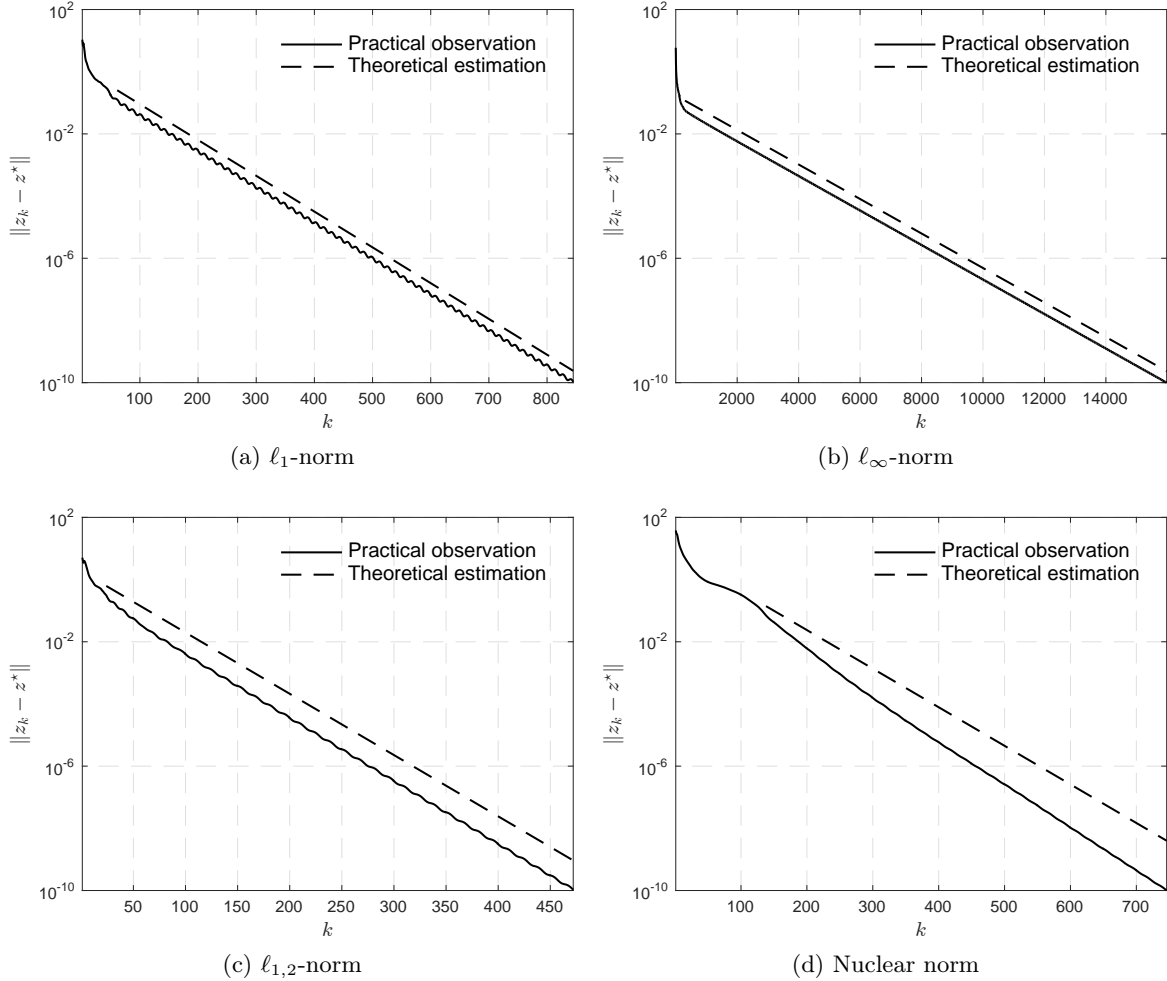 10^2
Practical observation
Theoretical estimation
10^-2
‖z_k − z^⋆‖
10^-6
10^-10
100 200 300 400 500 600 700 800
k
(a) ℓ_1-norm
10^2
Practical observation
Theoretical estimation
10^-2
‖z_k − z^⋆‖
10^-6
10^-10
2000 4000 6000 8000 10000 12000 14000
k
(b) ℓ_∞-norm
10^2
Practical observation
Theoretical estimation
10^-2
‖z_k − z^⋆‖
10^-6
10^-10
50 100 150 200 250 300 350 400 450
k
(c) ℓ_{1,2}-norm
10^2
Practical observation
Theoretical estimation
10^-2
‖z_k − z^⋆‖
10^-6
10^-10
100 200 300 400 500 600 700
k
(d) Nuclear norm